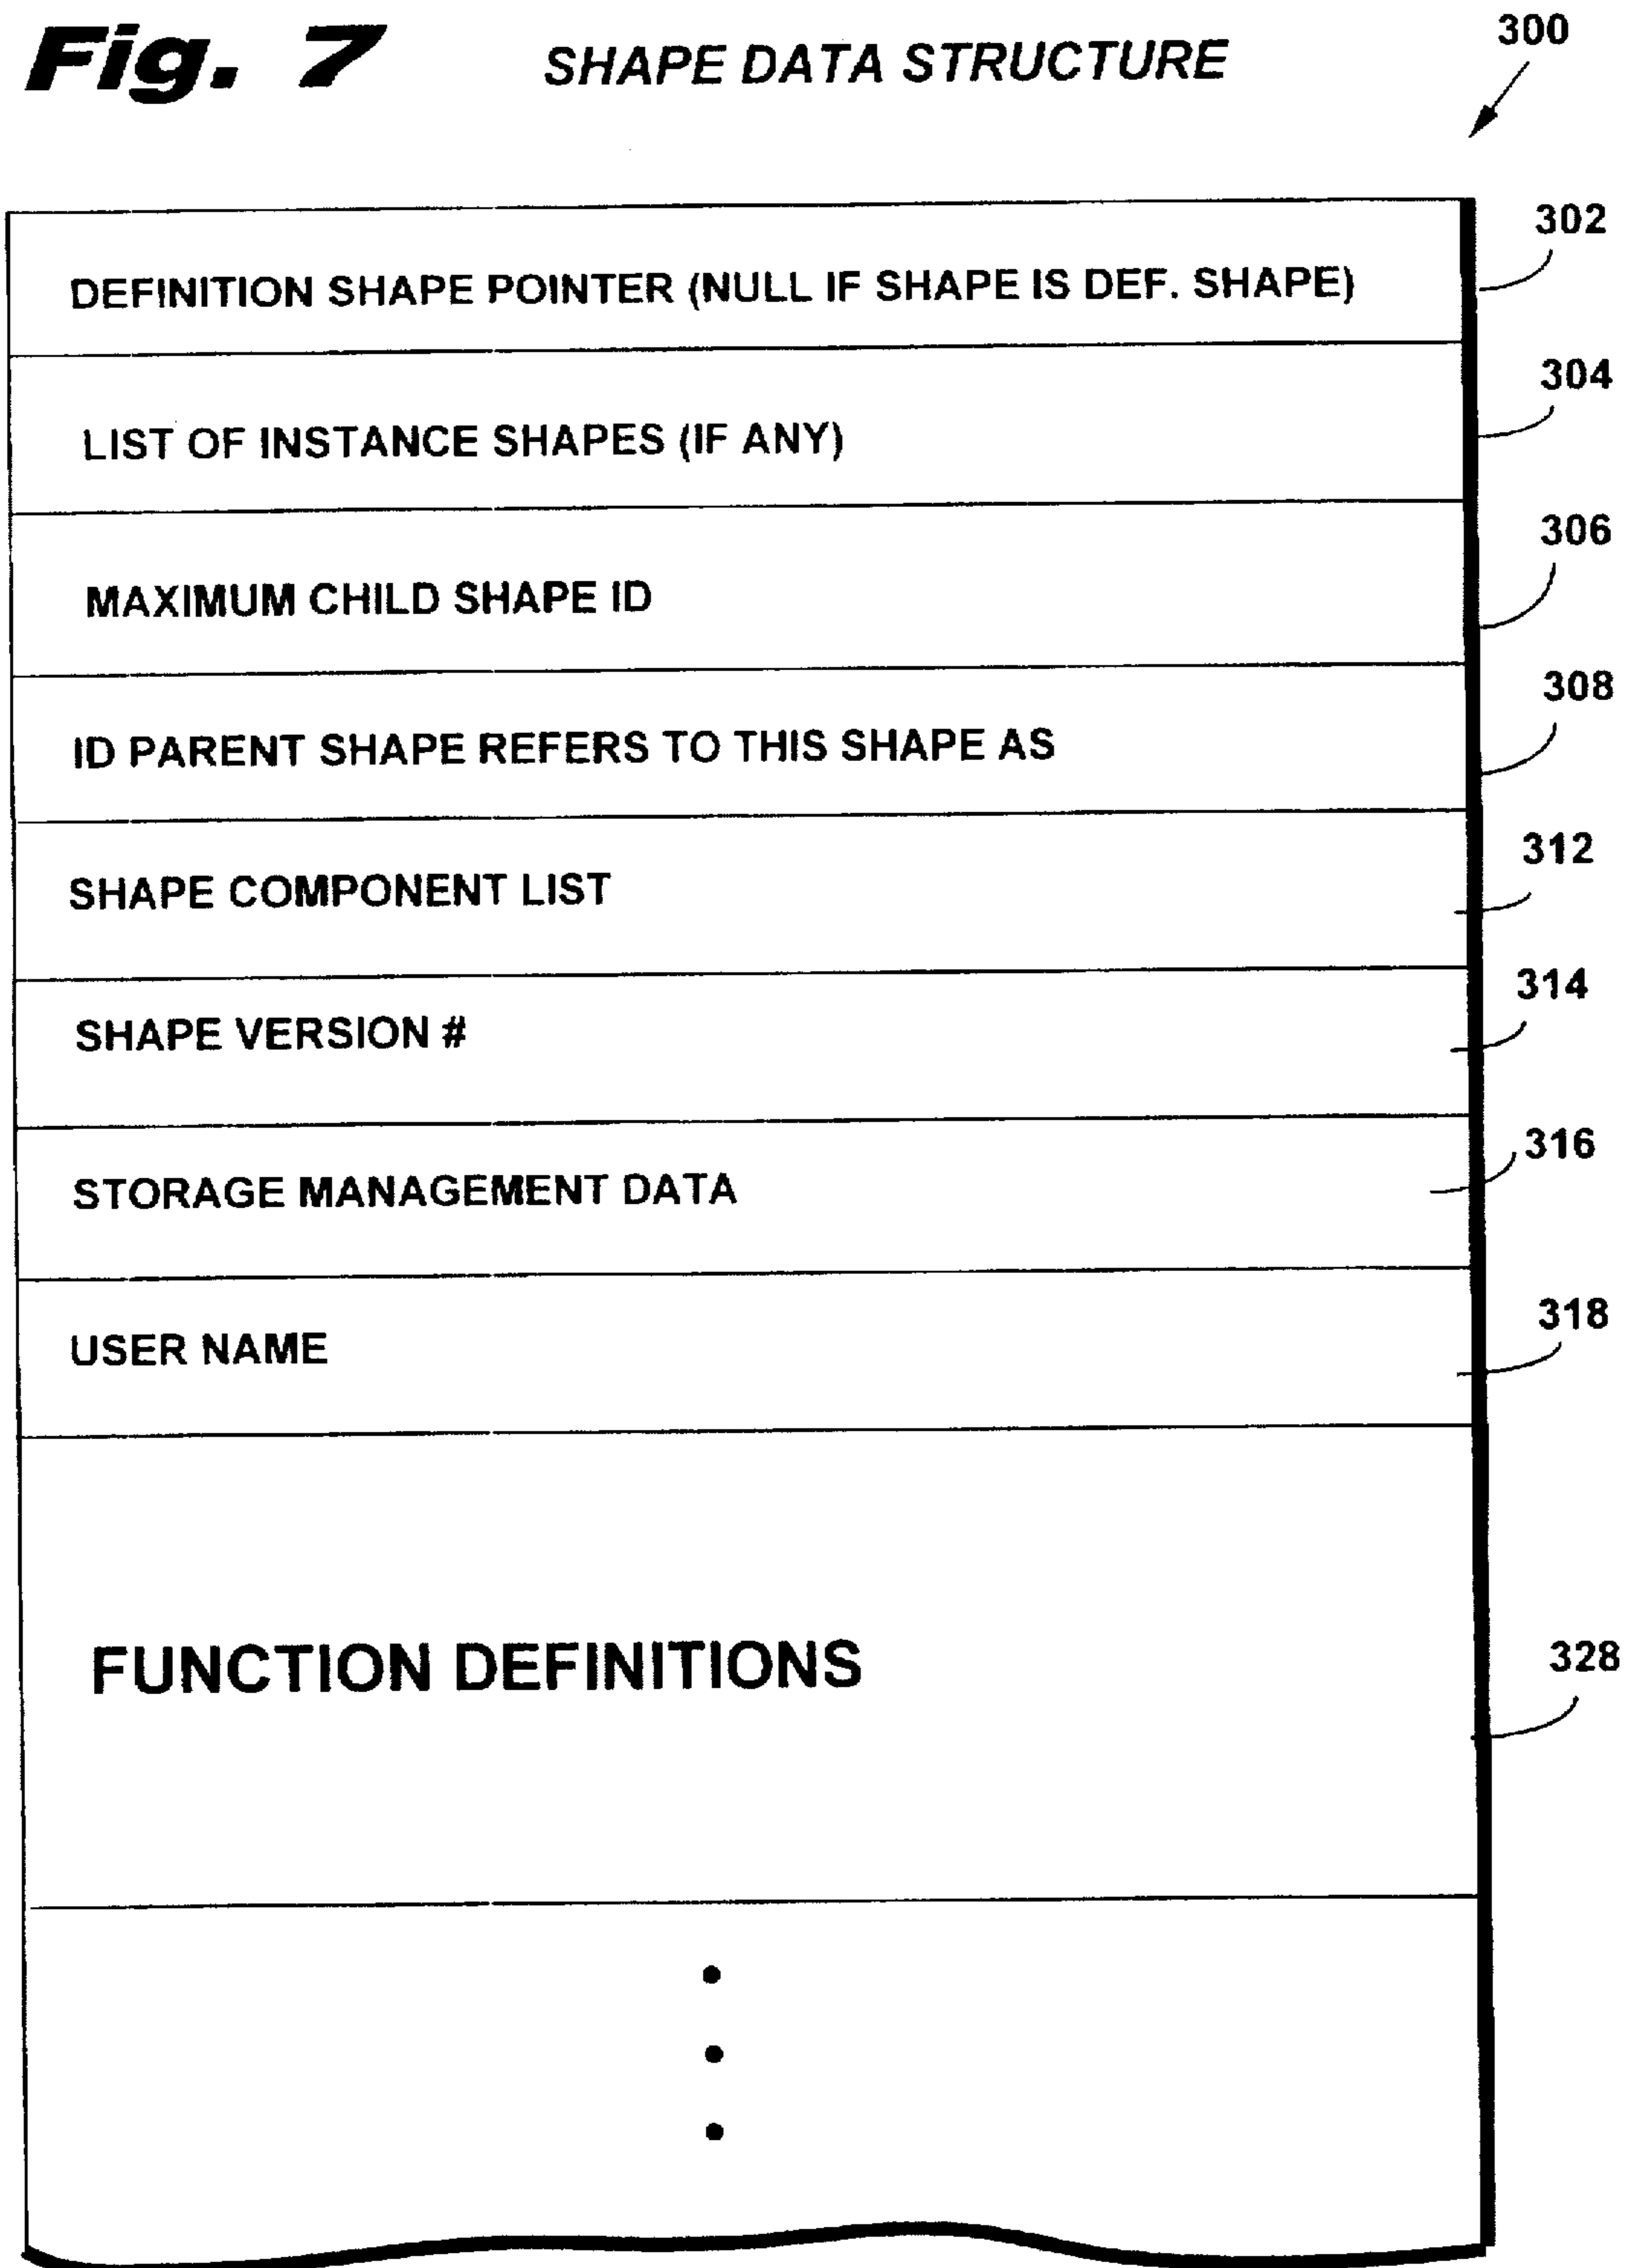 Fig. 7 SHAPE DATA STRUCTURE 300
DEFINITION SHAPE POINTER (NULL IF SHAPE IS DEF. SHAPE) 302
LIST OF INSTANCE SHAPES (IF ANY) 304
MAXIMUM CHILD SHAPE ID 306
ID PARENT SHAPE REFERS TO THIS SHAPE AS 308
SHAPE COMPONENT LIST 312
SHAPE VERSION # 314
STORAGE MANAGEMENT DATA 316
USER NAME 318
FUNCTION DEFINITIONS 328